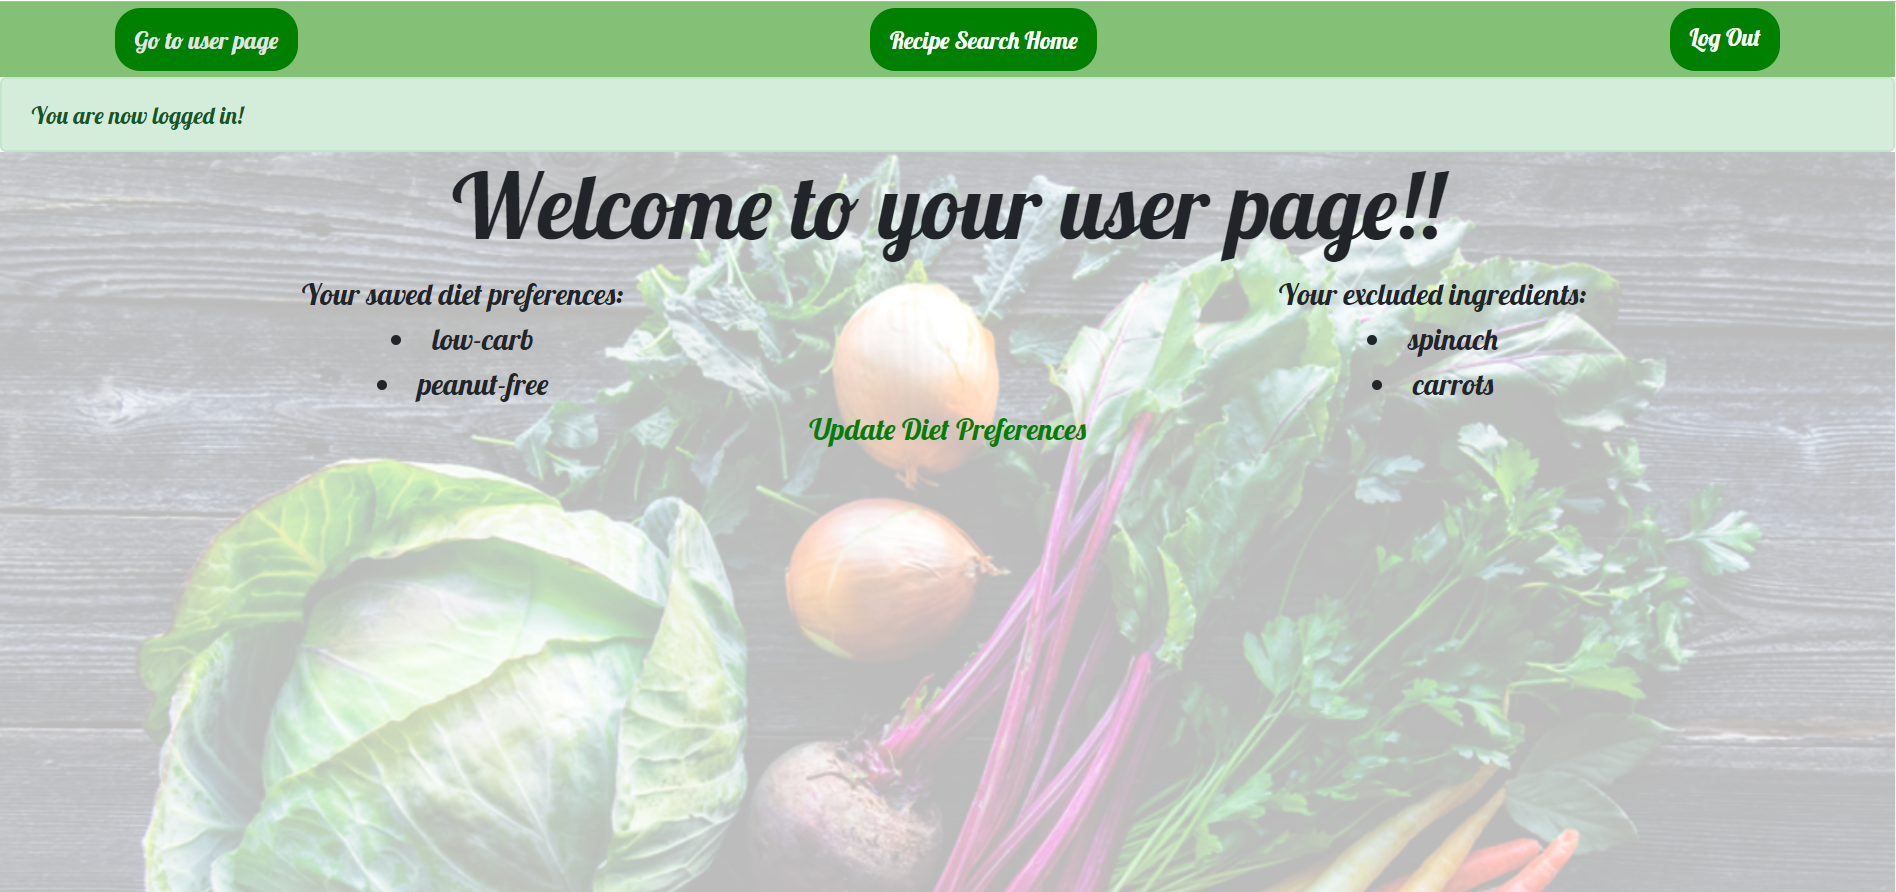 Go to user page
Recipe Search Home
Log Out
You are now logged in!
Welcome to your user page!!
Your saved diet preferences:
low-carb
peanut-free
Your excluded ingredients:
spinach
carrots
Update Diet Preferences